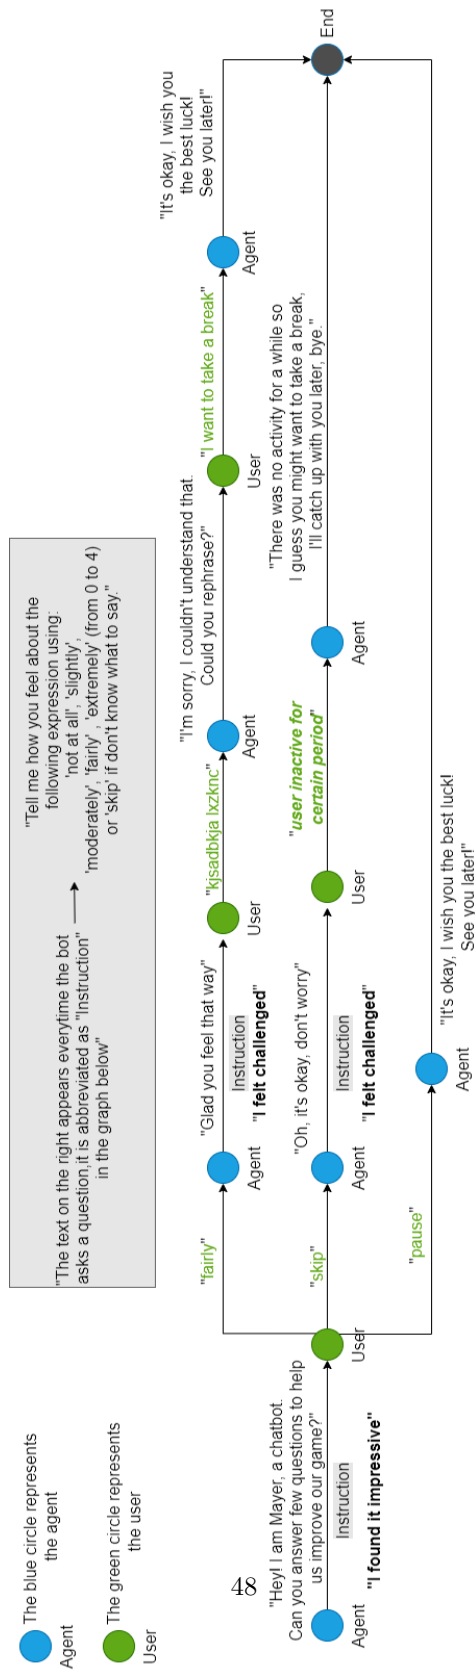 The blue circle represents
the agent
Agent
The green circle represents
the user
User
"The text on the right appears everytime the bot
asks a question,it is abbreviated as "Instruction"
in the graph below"
"Tell me how you feel about the
following expression using:
'not at all', 'slightly',
'moderately', 'fairly' , 'extremely' (from 0 to 4)
or 'skip' if don't know what to say."
"Hey! I am Mayer, a chatbot.
Can you answer few questions to help
us improve our game?"
Instruction
"I found it impressive"
Agent
User
"fairly"
Agent
"Glad you feel that way"
Instruction
"I felt challenged"
User
"kjsadbkja lxzknc"
Agent
"I'm sorry, I couldn't understand that.
Could you rephrase?"
User
"I want to take a break"
Agent
"It's okay, I wish you
the best luck!
See you later!"
"skip"
Agent
"Oh, it's okay, don't worry"
Instruction
"I felt challenged"
User
"user inactive for
certain period"
Agent
"There was no activity for a while so
I guess you might want to take a break,
I'll catch up with you later, bye."
End
"pause"
Agent
"It's okay, I wish you the best luck!
See you later!"
48